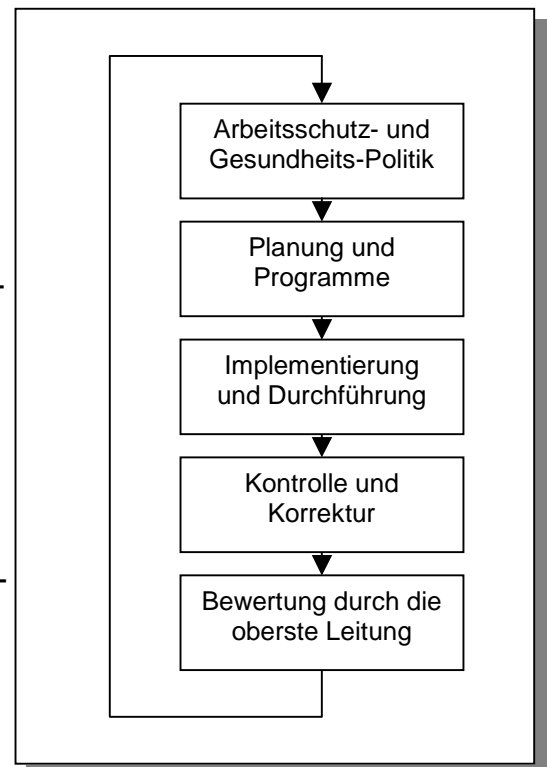 Arbeitsschutz- und
Gesundheits-Politik
Planung und
Programme
Implementierung
und Durchführung
Kontrolle und
Korrektur
Bewertung durch die
oberste Leitung